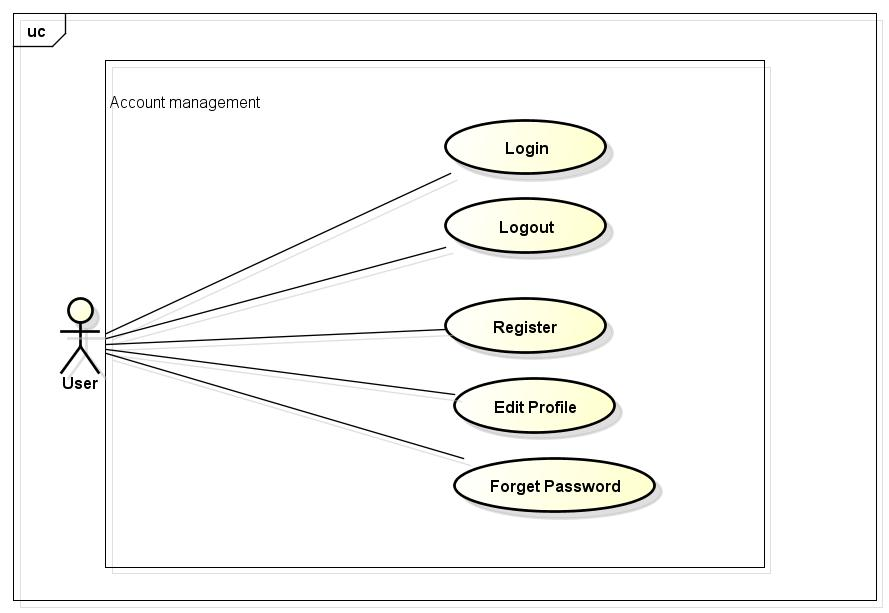 uc
Account management
Login
Logout
Register
Edit Profile
Forget Password
User